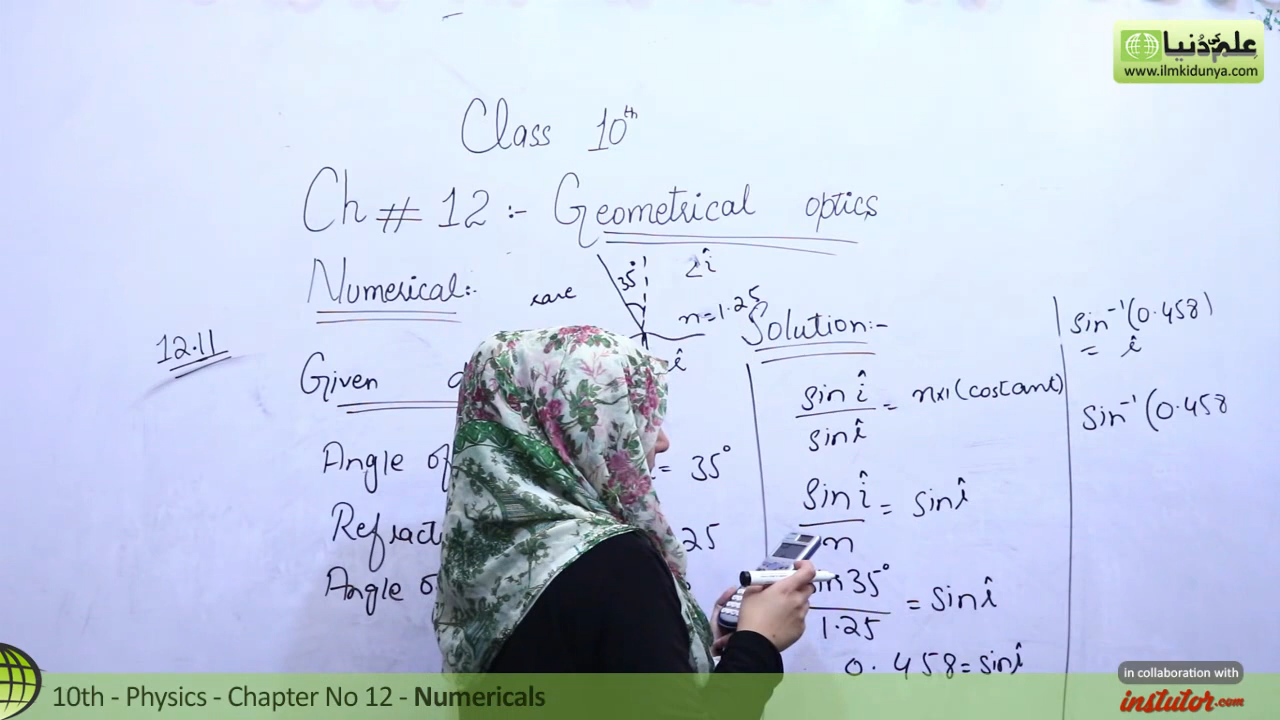 علم کی دُنیا
www.ilmkidunya.com
Class 10th
Ch # 12 :- Geometrical optics
Numerical:-
rare
35°
∠i
n=1.25
12.11
Given
Angle of
i = 35°
Refract
25
Angle o
Solution:-
sin î / sin î = n×1 (costant)
sin î / n = sin î
sin 35° / 1.25 = sin î
0.458 = sin î
sin⁻¹(0.458)
= î
sin⁻¹(0.458
10th - Physics - Chapter No 12 - Numericals
in collaboration with
instutor.com